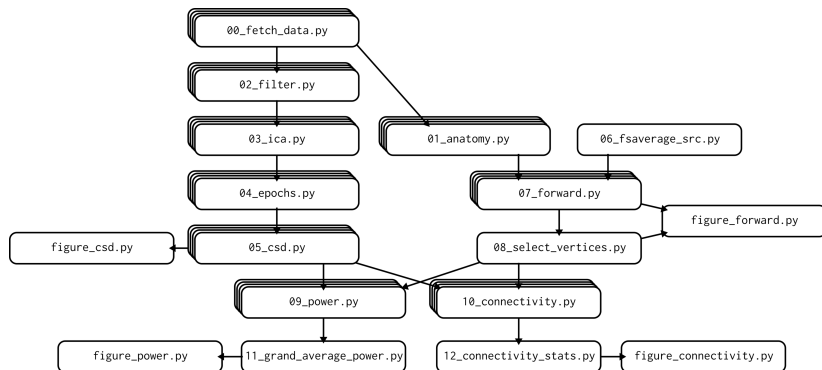 00_fetch_data.py
02_filter.py
03_ica.py
01_anatomy.py
06_fsaverage_src.py
04_epochs.py
07_forward.py
figure_forward.py
figure_csd.py
05_csd.py
08_select_vertices.py
09_power.py
10_connectivity.py
figure_power.py
11_grand_average_power.py
12_connectivity_stats.py
figure_connectivity.py